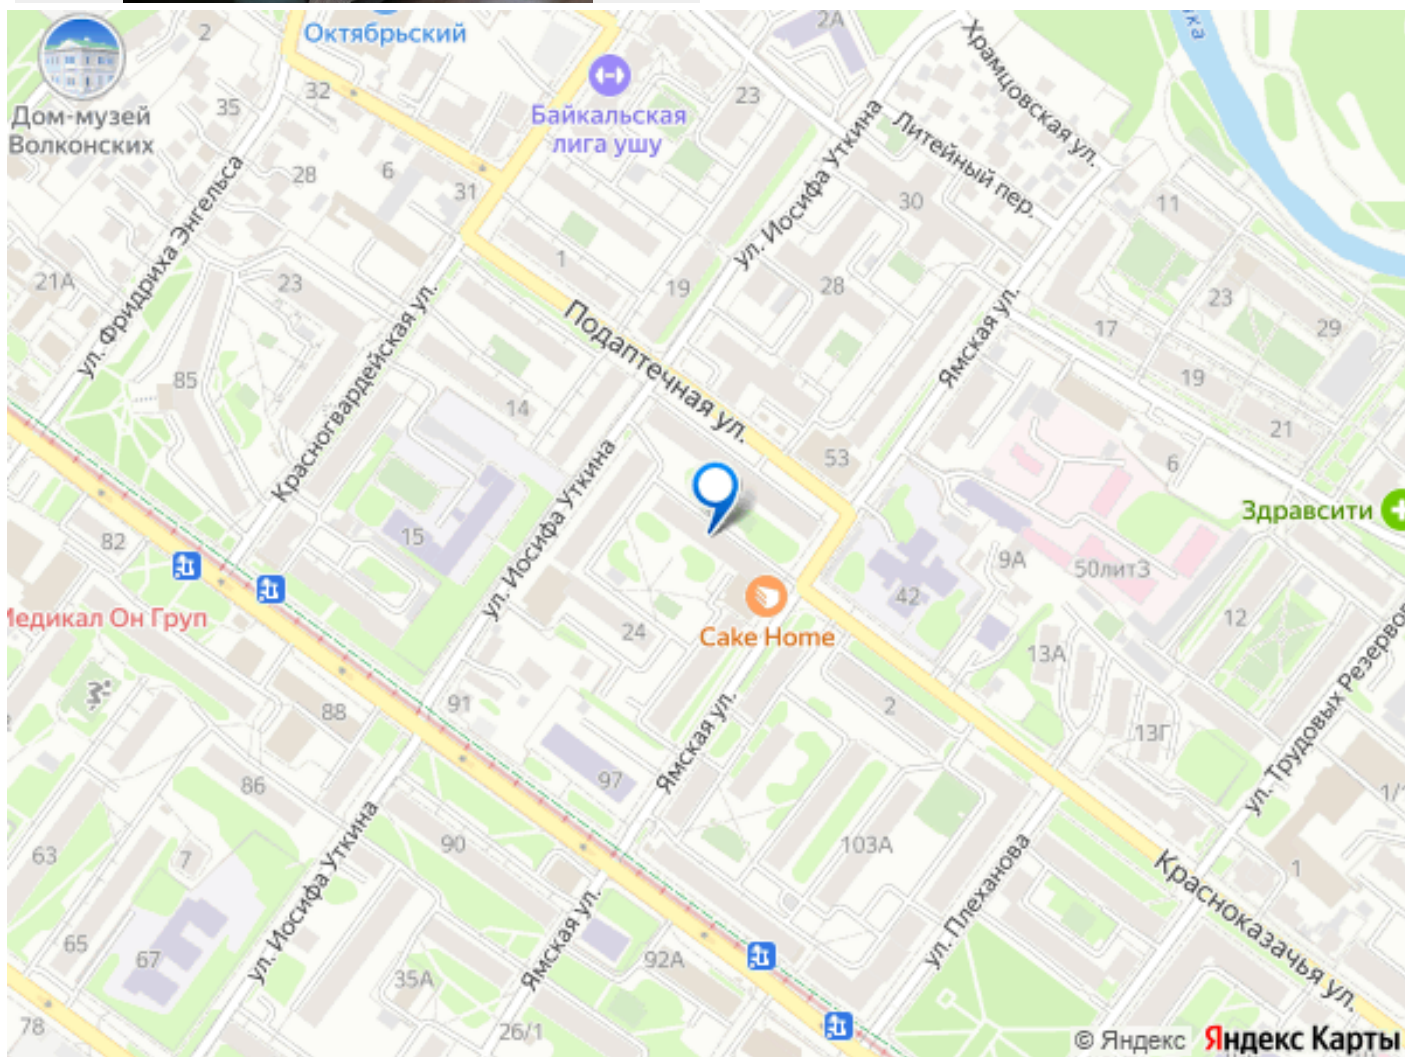 2
2А
Октябрьский
Храмцовская ул.
32
35
23
Дом-музей
Волконских
Байкальская
лига ушу
Литейный пер.
28
6
31
30
11
ул. Фридриха Энгельса
ул. Иосифа Уткина
21А
23
1
19
28
23
29
17
Подаптечная ул.
Красногвардейская ул.
Ямская ул.
85
14
19
21
53
6
Здравсити
15
ул. Иосифа Уткина
82
9А
50лит3
42
12
Медикал Он Груп
24
Cake Home
13А
91
88
2
13Г
Ямская ул.
ул. Трудовых Резервов
97
86
1/1
63
7
90
103А
1
ул. Иосифа Уткина
ул. Плеханова
Красноказачья ул.
65
67
Ямская ул.
92А
35А
78
26/1
© Яндекс Яндекс Карты